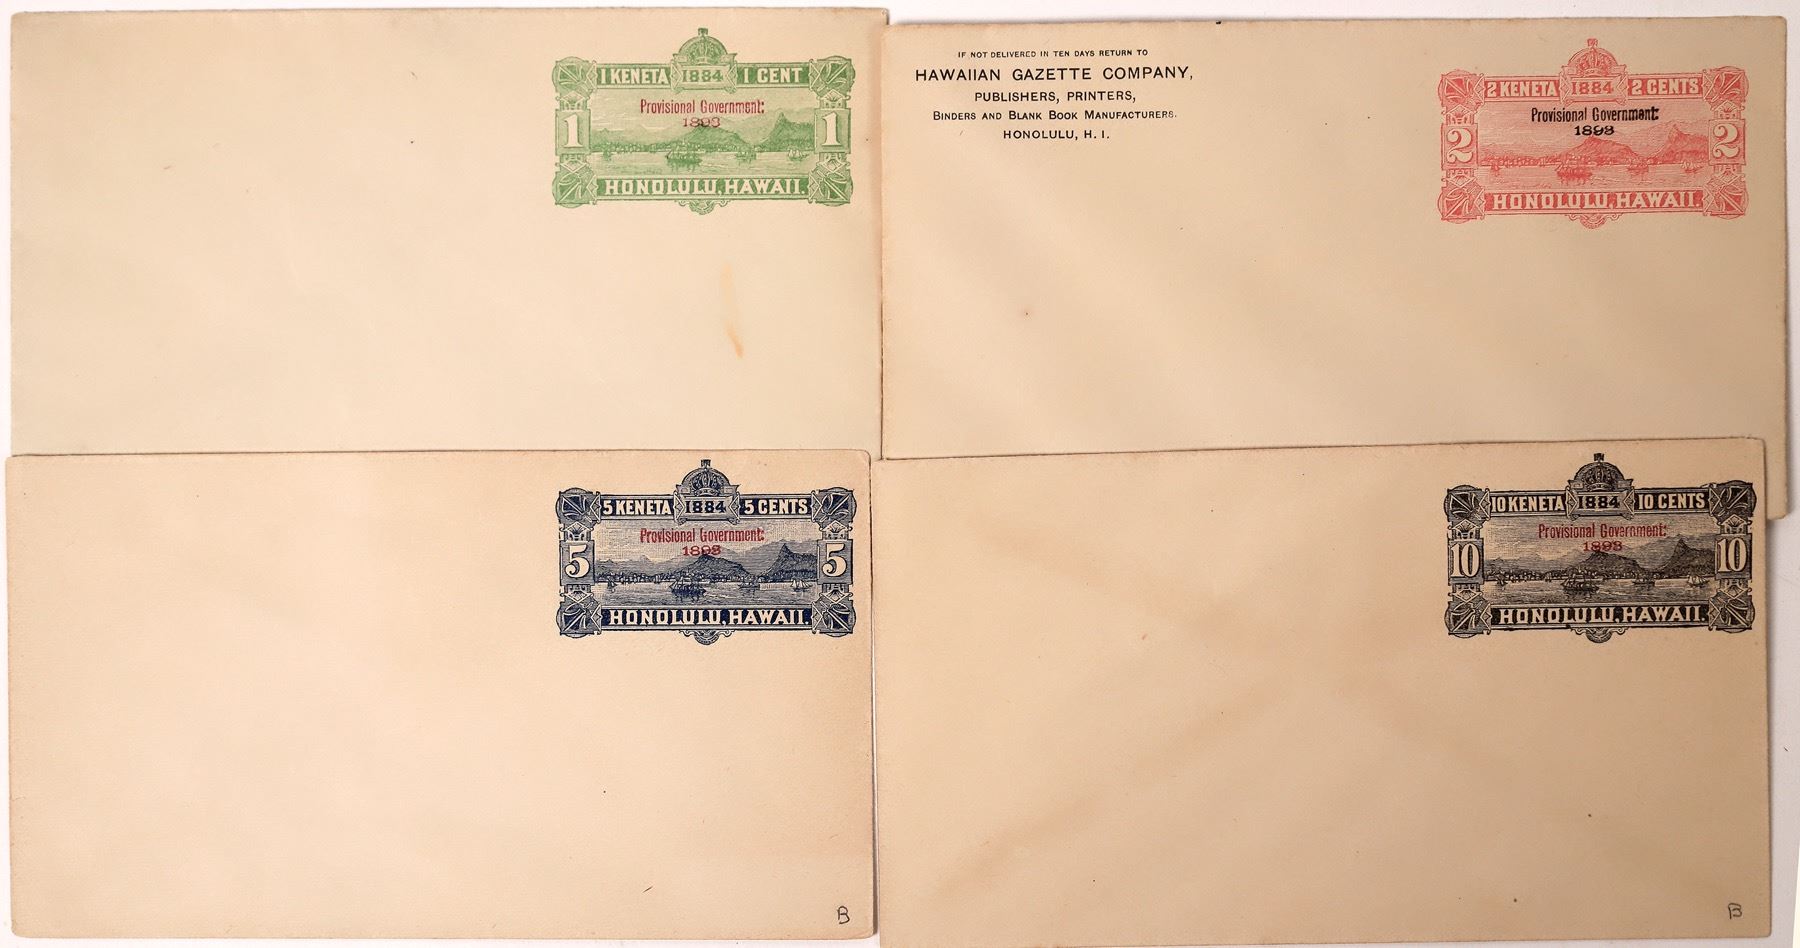 1 KENETA 1884 1 CENT
Provisional Government:
1893
1 1
HONOLULU, HAWAII.
IF NOT DELIVERED IN TEN DAYS RETURN TO
HAWAIIAN GAZETTE COMPANY,
PUBLISHERS, PRINTERS,
BINDERS AND BLANK BOOK MANUFACTURERS.
HONOLULU, H. I.
2 KENETA 1884 2 CENTS
Provisional Government:
1893
2 2
HONOLULU, HAWAII.
5 KENETA 1884 5 CENTS
Provisional Government:
1893
5 5
HONOLULU, HAWAII.
B
10 KENETA 1884 10 CENTS
Provisional Government:
1893
10 10
HONOLULU, HAWAII.
B